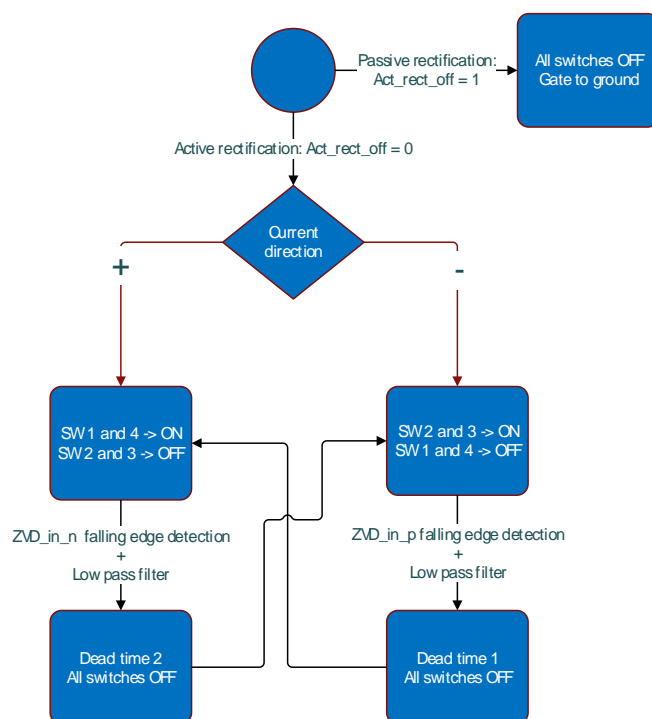 Passive rectification:
Act_rect_off = 1
All switches OFF
Gate to ground
Active rectification: Act_rect_off = 0
Current
direction
+
-
SW1 and 4 -> ON
SW2 and 3 -> OFF
SW2 and 3 -> ON
SW1 and 4 -> OFF
ZVD_in_n falling edge detection
+
Low pass filter
ZVD_in_p falling edge detection
+
Low pass filter
Dead time 2
All switches OFF
Dead time 1
All switches OFF